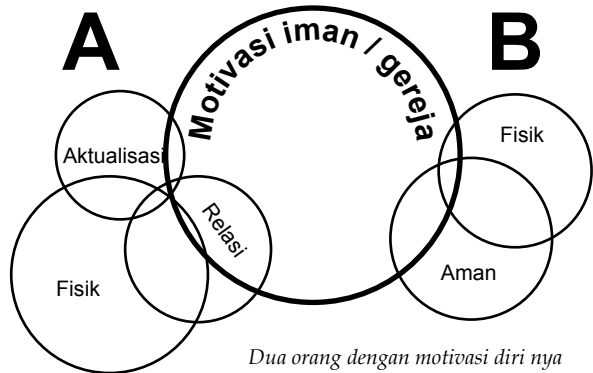 A
Motivasi iman / gereja
B
Aktualisasi
Fisik
Relasi
Fisik
Aman
Dua orang dengan motivasi diri nya